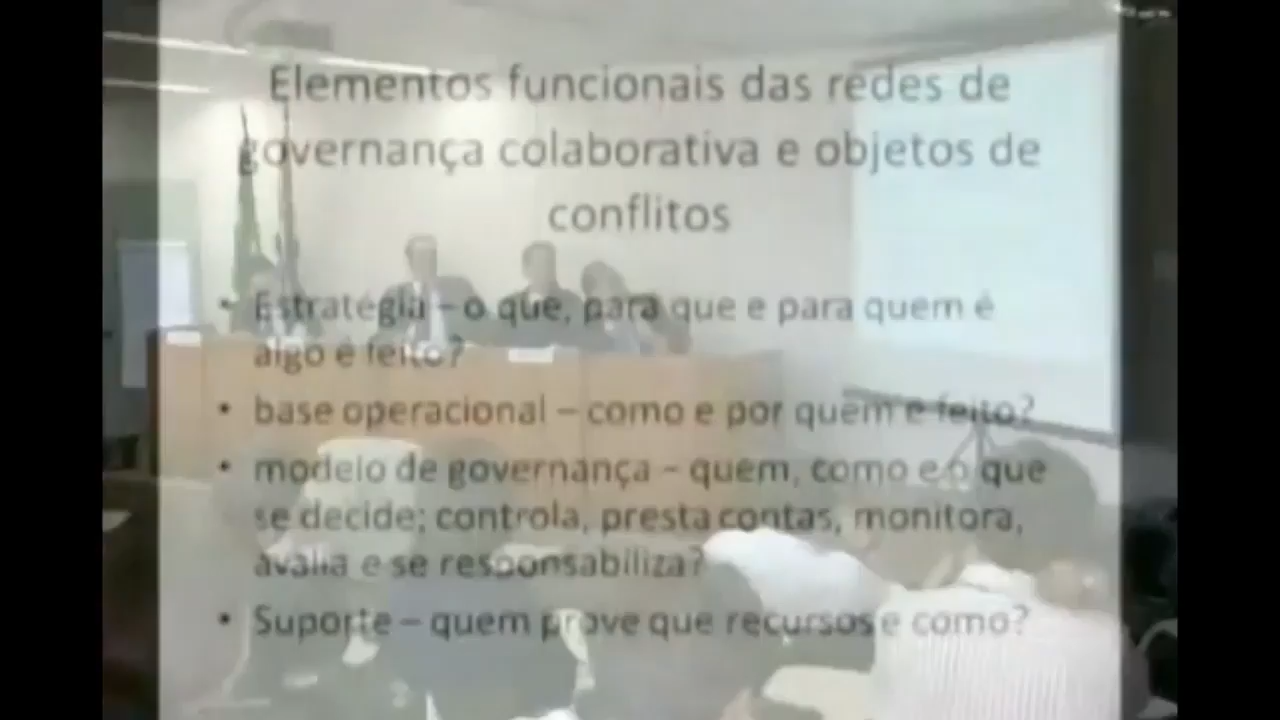 Elementos funcionais das redes de
governança colaborativa e objetos de
conflitos
• Estratégia – o que, para que e para quem é
algo é feito?
• base operacional – como e por quem e feito?
• modelo de governança – quem, como e o que
se decide; controla, presta contas, monitora,
avalia e se responsabiliza?
• Suporte – quem prove que recursos e como?